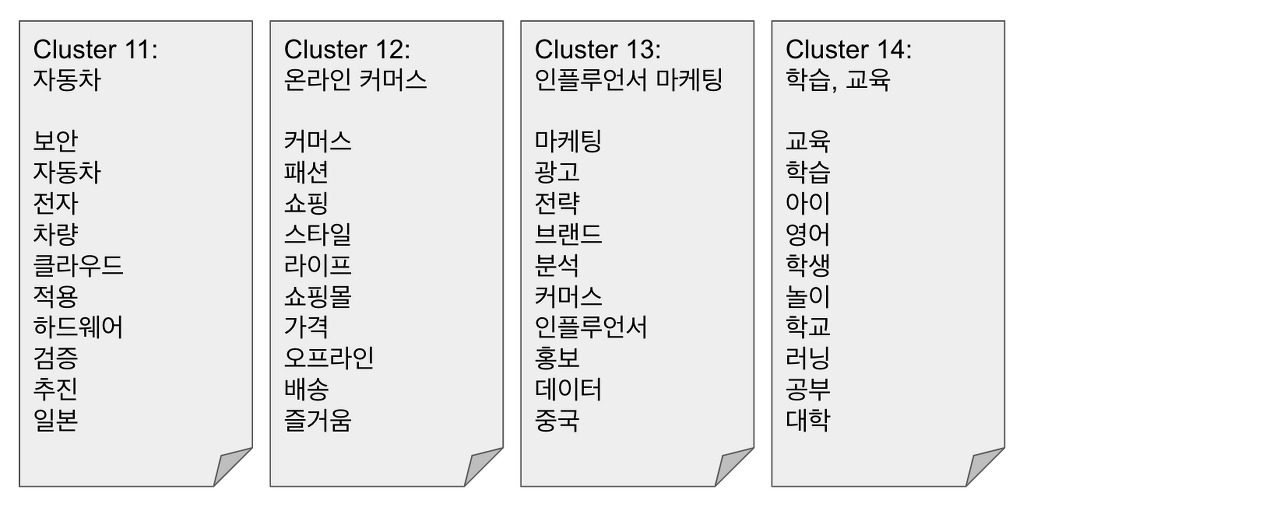 Cluster 11:
자동차
보안
자동차
전자
차량
클라우드
적용
하드웨어
검증
추진
일본
Cluster 12:
온라인 커머스
커머스
패션
쇼핑
스타일
라이프
쇼핑몰
가격
오프라인
배송
즐거움
Cluster 13:
인플루언서 마케팅
마케팅
광고
전략
브랜드
분석
커머스
인플루언서
홍보
데이터
중국
Cluster 14:
학습, 교육
교육
학습
아이
영어
학생
놀이
학교
러닝
공부
대학